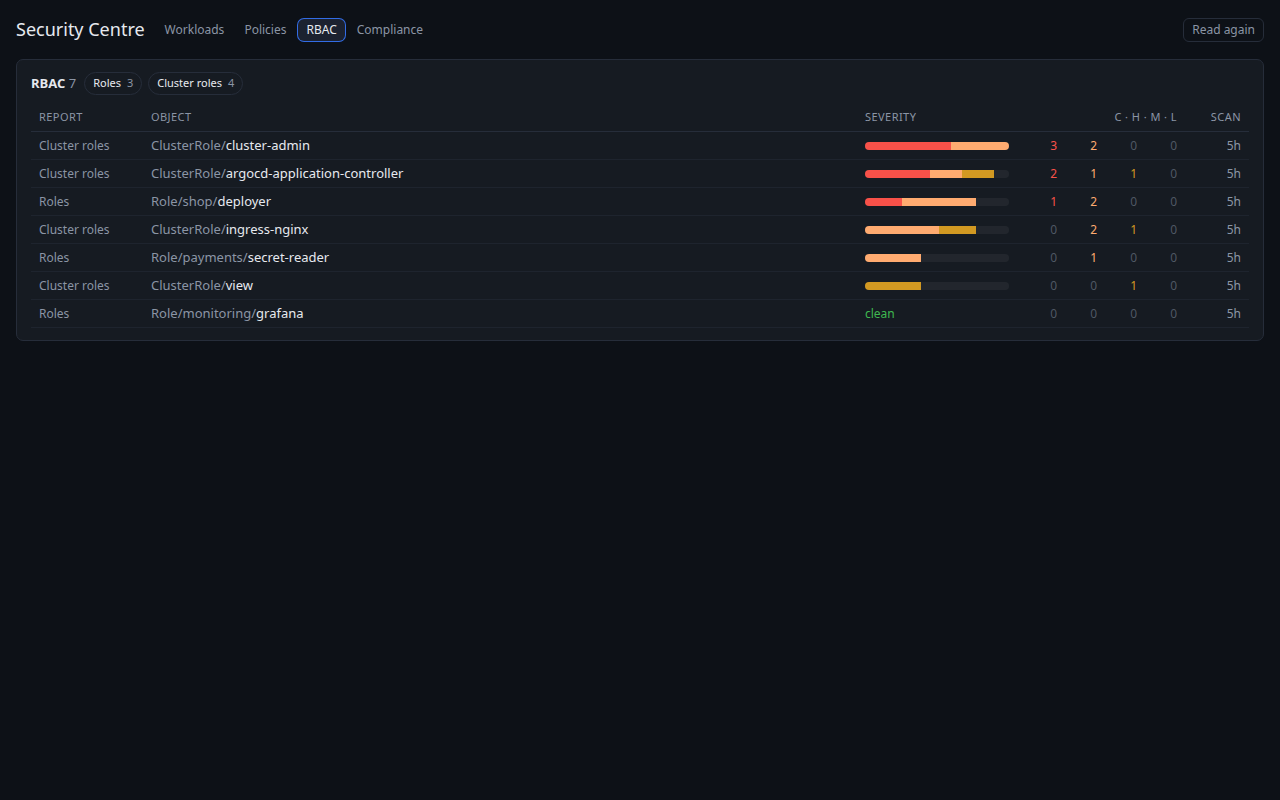 Security Centre Workloads Policies RBAC Compliance Read again
RBAC 7 Roles 3 Cluster roles 4
REPORT OBJECT SEVERITY C · H · M · L SCAN
Cluster roles ClusterRole/cluster-admin 3 2 0 0 5h
Cluster roles ClusterRole/argocd-application-controller 2 1 1 0 5h
Roles Role/shop/deployer 1 2 0 0 5h
Cluster roles ClusterRole/ingress-nginx 0 2 1 0 5h
Roles Role/payments/secret-reader 0 1 0 0 5h
Cluster roles ClusterRole/view 0 0 1 0 5h
Roles Role/monitoring/grafana clean 0 0 0 0 5h